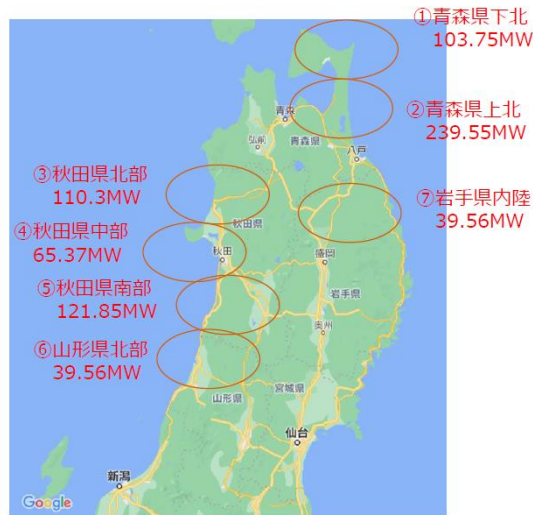 ①青森県下北
103.75MW
②青森県上北
239.55MW
③秋田県北部
110.3MW
④秋田県中部
65.37MW
⑤秋田県南部
121.85MW
⑥山形県北部
39.56MW
⑦岩手県内陸
39.56MW
青森
弘前
青森県
八戸
秋田県
秋田
盛岡
岩手県
奥州
宮城県
山形県
仙台
新潟
Google